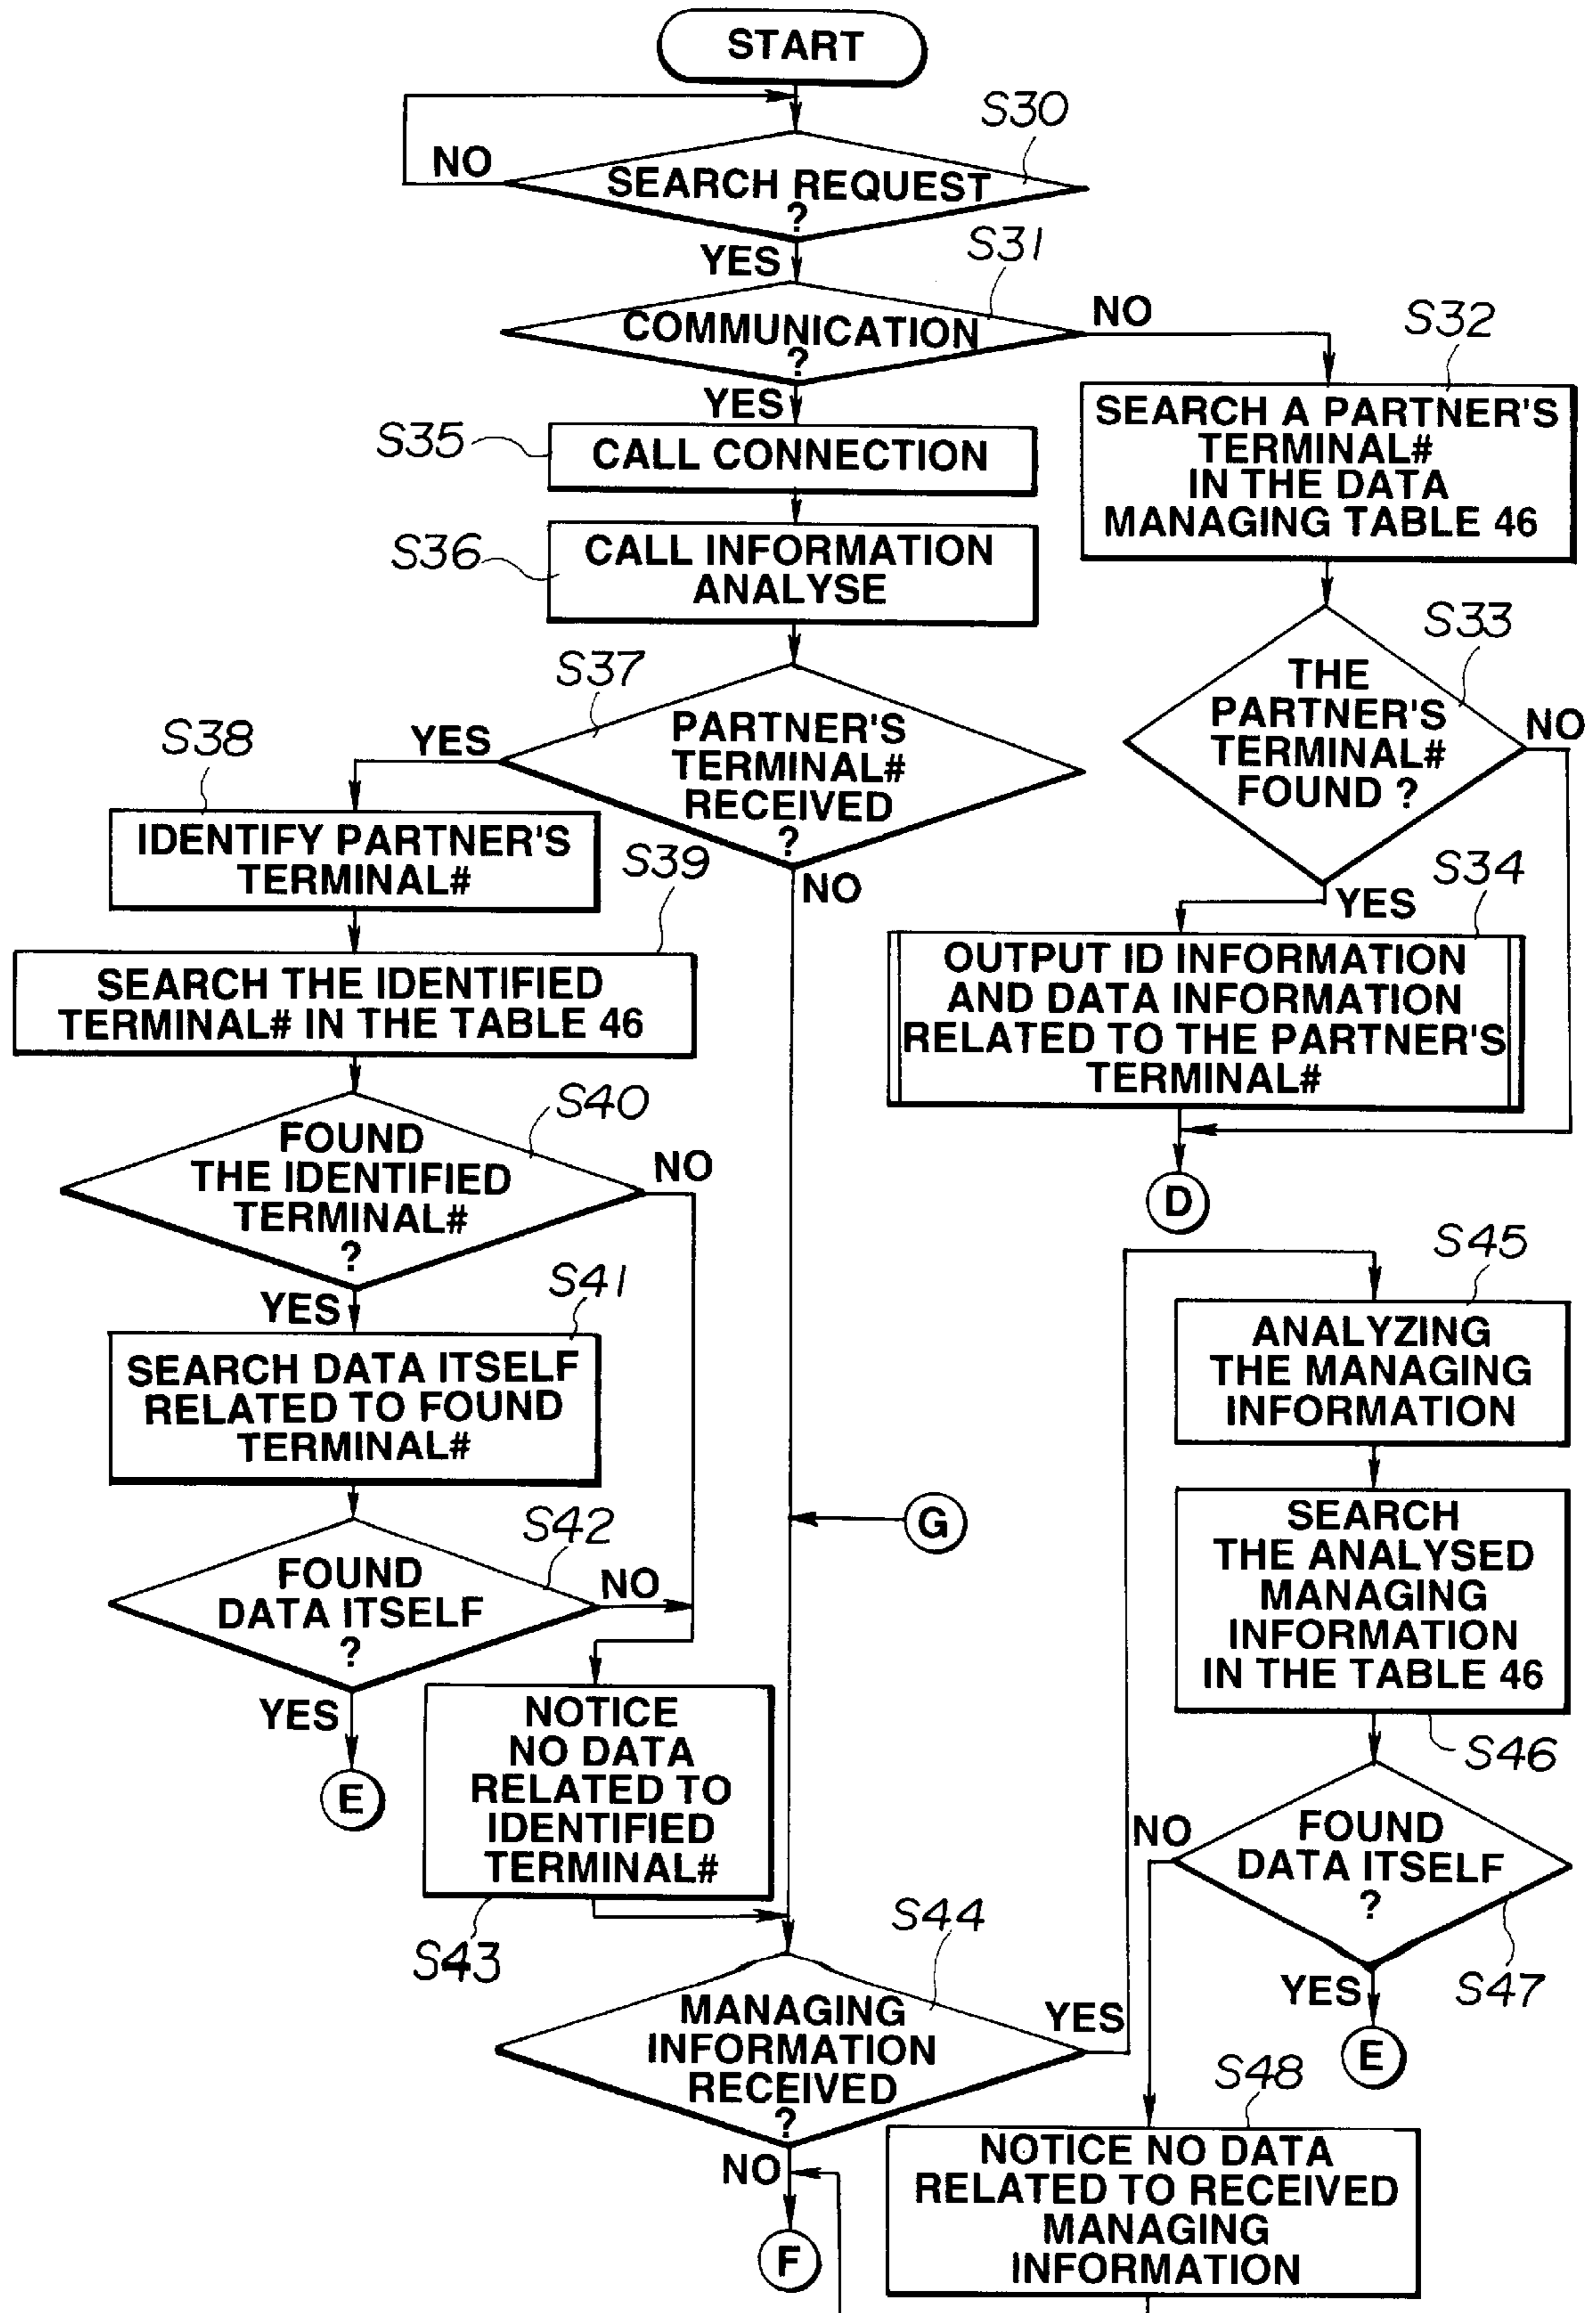 START
S30
NO
SEARCH REQUEST
?
YES
S31
COMMUNICATION
?
NO
S32
YES
SEARCH A PARTNER'S
TERMINAL#
IN THE DATA
MANAGING TABLE 46
S35
CALL CONNECTION
S36
CALL INFORMATION
ANALYSE
S33
THE
PARTNER'S
TERMINAL#
FOUND ?
NO
YES
S37
PARTNER'S
TERMINAL#
RECEIVED
?
YES
NO
S38
IDENTIFY PARTNER'S
TERMINAL#
S39
SEARCH THE IDENTIFIED
TERMINAL# IN THE TABLE 46
S34
OUTPUT ID INFORMATION
AND DATA INFORMATION
RELATED TO THE PARTNER'S
TERMINAL#
D
S40
FOUND
THE IDENTIFIED
TERMINAL#
?
NO
YES
S41
SEARCH DATA ITSELF
RELATED TO FOUND
TERMINAL#
S42
FOUND
DATA ITSELF
?
NO
YES
E
G
NOTICE
NO DATA
RELATED TO
IDENTIFIED
TERMINAL#
S43
S44
MANAGING
INFORMATION
RECEIVED
?
YES
NO
F
S45
ANALYZING
THE MANAGING
INFORMATION
SEARCH
THE ANALYSED
MANAGING
INFORMATION
IN THE TABLE 46
S46
NO
FOUND
DATA ITSELF
?
S47
YES
E
S48
NOTICE NO DATA
RELATED TO RECEIVED
MANAGING
INFORMATION